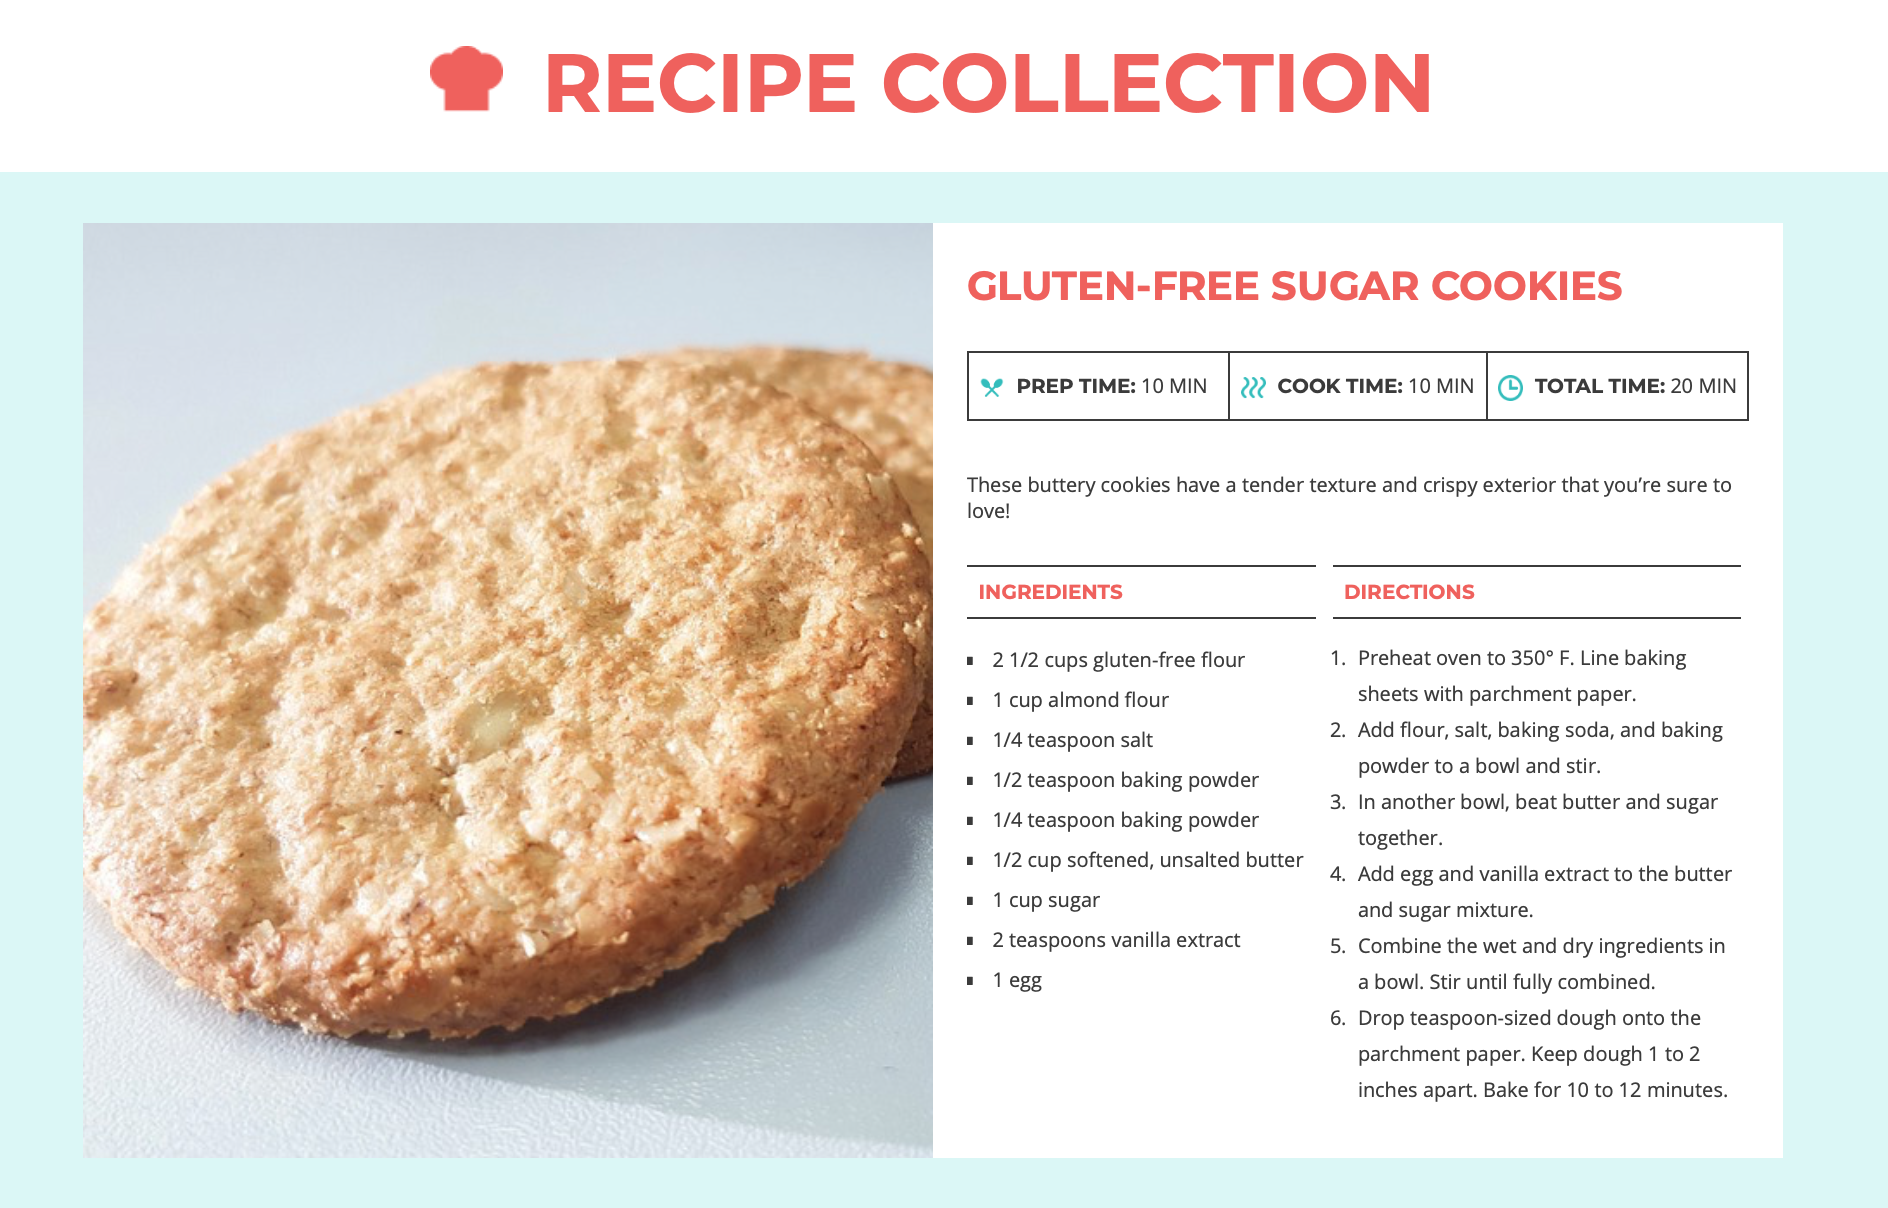 RECIPE COLLECTION
GLUTEN-FREE SUGAR COOKIES
PREP TIME: 10 MIN
COOK TIME: 10 MIN
TOTAL TIME: 20 MIN
These buttery cookies have a tender texture and crispy exterior that you’re sure to
love!
INGREDIENTS
2 1/2 cups gluten-free flour
1 cup almond flour
1/4 teaspoon salt
1/2 teaspoon baking powder
1/4 teaspoon baking powder
1/2 cup softened, unsalted butter
1 cup sugar
2 teaspoons vanilla extract
1 egg
DIRECTIONS
1. Preheat oven to 350° F. Line baking
sheets with parchment paper.
2. Add flour, salt, baking soda, and baking
powder to a bowl and stir.
3. In another bowl, beat butter and sugar
together.
4. Add egg and vanilla extract to the butter
and sugar mixture.
5. Combine the wet and dry ingredients in
a bowl. Stir until fully combined.
6. Drop teaspoon-sized dough onto the
parchment paper. Keep dough 1 to 2
inches apart. Bake for 10 to 12 minutes.